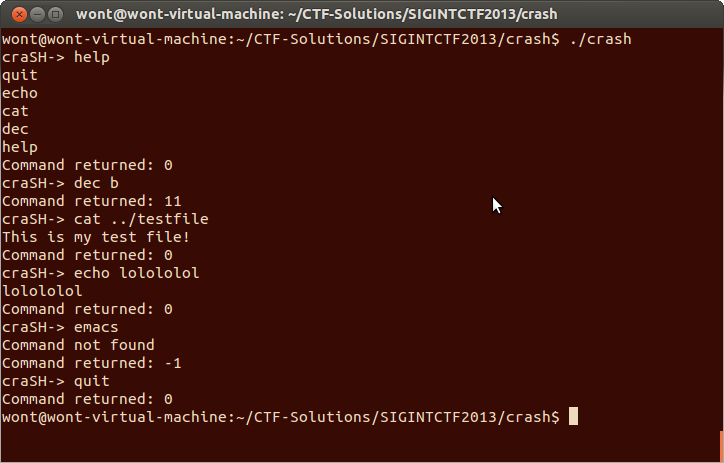 wont@wont-virtual-machine: ~/CTF-Solutions/SIGINTCTF2013/crash
wont@wont-virtual-machine:~/CTF-Solutions/SIGINTCTF2013/crash$ ./crash
craSH-> help
quit
echo
cat
dec
help
Command returned: 0
craSH-> dec b
Command returned: 11
craSH-> cat ../testfile
This is my test file!
Command returned: 0
craSH-> echo lolololol
lolololol
Command returned: 0
craSH-> emacs
Command not found
Command returned: -1
craSH-> quit
Command returned: 0
wont@wont-virtual-machine:~/CTF-Solutions/SIGINTCTF2013/crash$